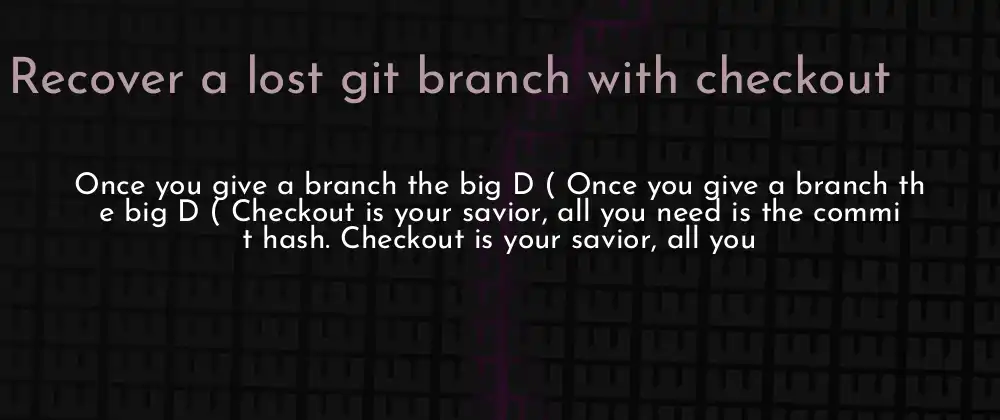 Recover a lost git branch with checkout
Once you give a branch the big D ( Once you give a branch th
e big D ( Checkout is your savior, all you need is the commi
t hash. Checkout is your savior, all you